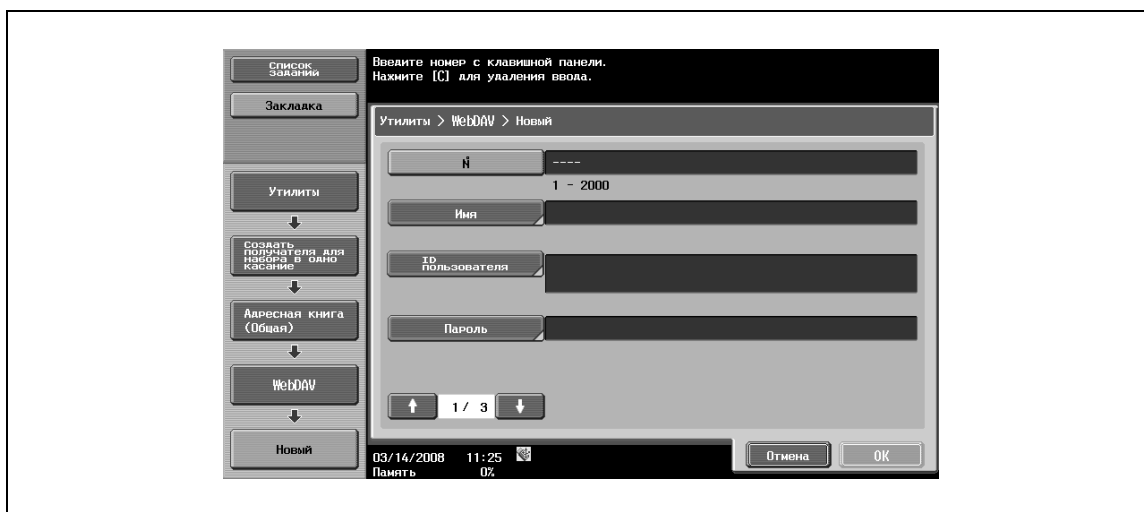 Список
заданий
Закладка
Утилиты
Создать
получателя для
набора в одно
касание
Адресная книга
(Общая)
WebDAV
Новый
Введите номер с клавишной панели.
Нажмите [C] для удаления ввода.
Утилиты > WebDAV > Новый
N
----
1 - 2000
Имя
ID
пользователя
Пароль
1/ 3
03/14/2008 11:25
Память 0%
Отмена
OK